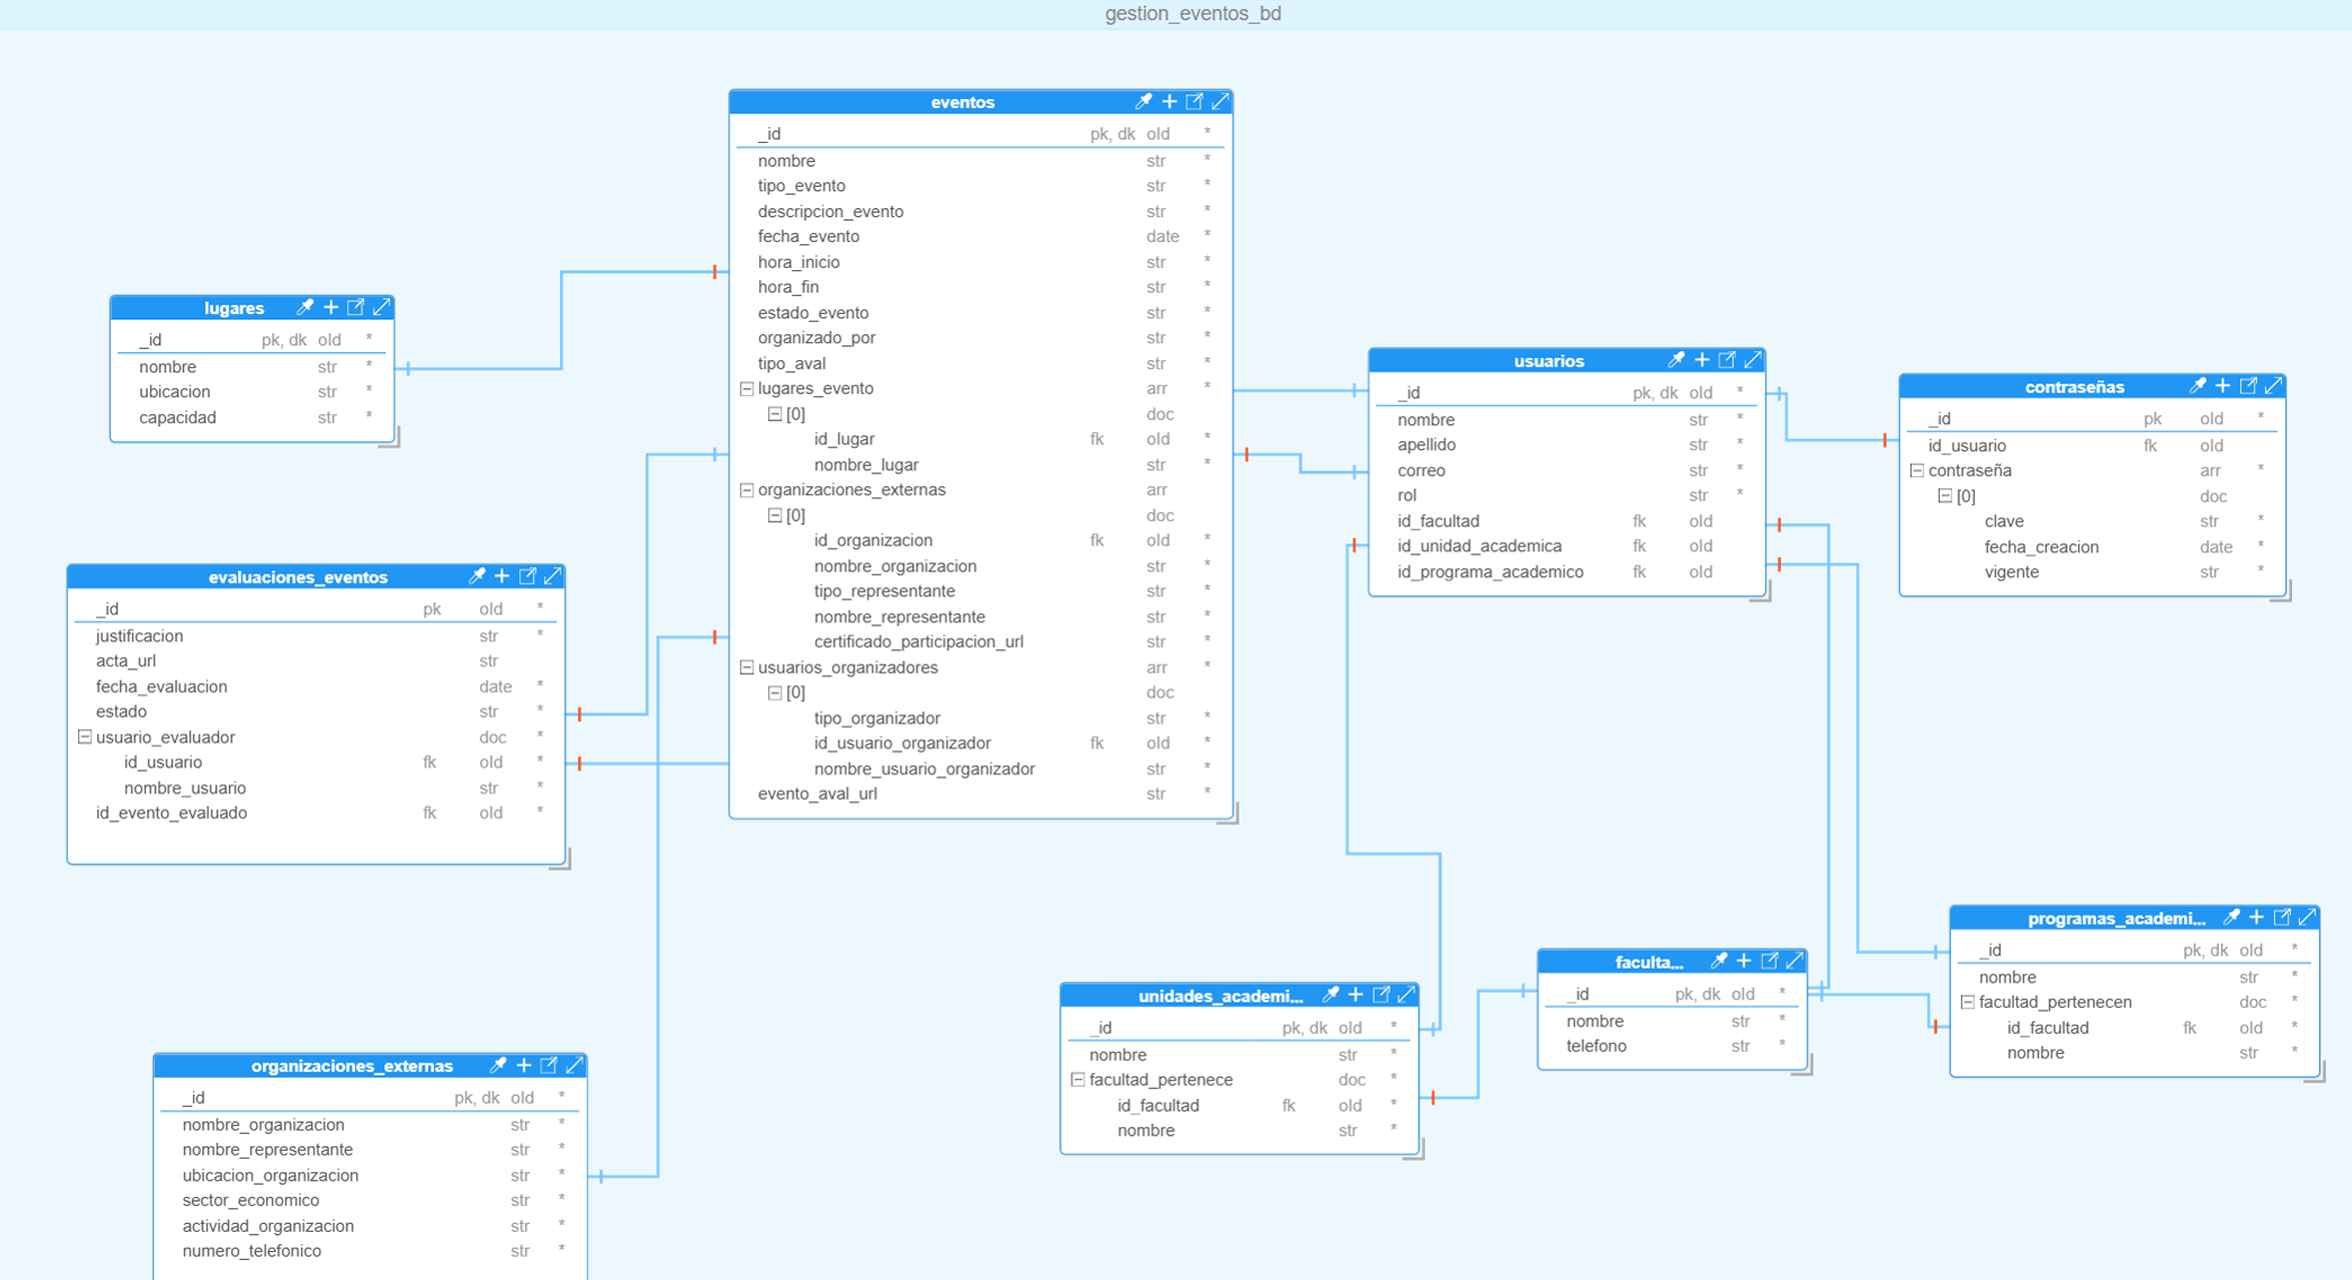 gestion_eventos_bd
eventos
_id pk, dk old *
nombre str *
tipo_evento str *
descripcion_evento str *
fecha_evento date *
hora_inicio str *
hora_fin str *
estado_evento str *
organizado_por str *
tipo_aval str *
lugares_evento arr *
[0] doc
id_lugar fk old *
nombre_lugar str *
organizaciones_externas arr
[0] doc
id_organizacion fk old *
nombre_organizacion str *
tipo_representante str *
nombre_representante str *
certificado_participacion_url str *
usuarios_organizadores arr *
[0] doc
tipo_organizador str *
id_usuario_organizador fk old *
nombre_usuario_organizador str *
evento_aval_url str *
lugares
_id pk, dk old *
nombre str *
ubicacion str *
capacidad str *
usuarios
_id pk, dk old *
nombre str *
apellido str *
correo str *
rol str *
id_facultad fk old
id_unidad_academica fk old
id_programa_academico fk old
contraseñas
_id pk old *
id_usuario fk old
contraseña arr *
[0] doc
clave str *
fecha_creacion date *
vigente str *
evaluaciones_eventos
_id pk old *
justificacion str *
acta_url str
fecha_evaluacion date *
estado str *
usuario_evaluador doc *
id_usuario fk old *
nombre_usuario str *
id_evento_evaluado fk old *
programas_academi...
_id pk, dk old *
nombre str *
facultad_pertenecen doc *
id_facultad fk old *
nombre str *
faculta...
_id pk, dk old *
nombre str *
telefono str *
unidades_academi...
_id pk, dk old *
nombre str *
facultad_pertenece doc *
id_facultad fk old *
nombre str *
organizaciones_externas
_id pk, dk old *
nombre_organizacion str *
nombre_representante str *
ubicacion_organizacion str *
sector_economico str *
actividad_organizacion str *
numero_telefonico str *